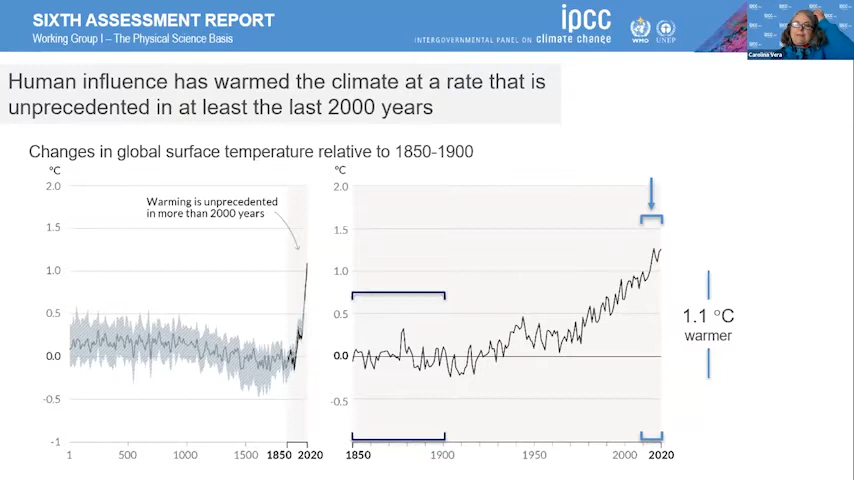 SIXTH ASSESSMENT REPORT
Working Group I – The Physical Science Basis
ipcc
INTERGOVERNMENTAL PANEL ON climate change
WMO
UNEP
Carolina Vera
Human influence has warmed the climate at a rate that is
unprecedented in at least the last 2000 years
Changes in global surface temperature relative to 1850-1900
°C
2.0
1.5
1.0
0.5
0.0
-0.5
-1
Warming is unprecedented
in more than 2000 years
1
500
1000
1850
2020
°C
2.0
1.5
1.0
0.5
0.0
-0.5
1850
1900
1950
2000
2020
1.1 °C
warmer